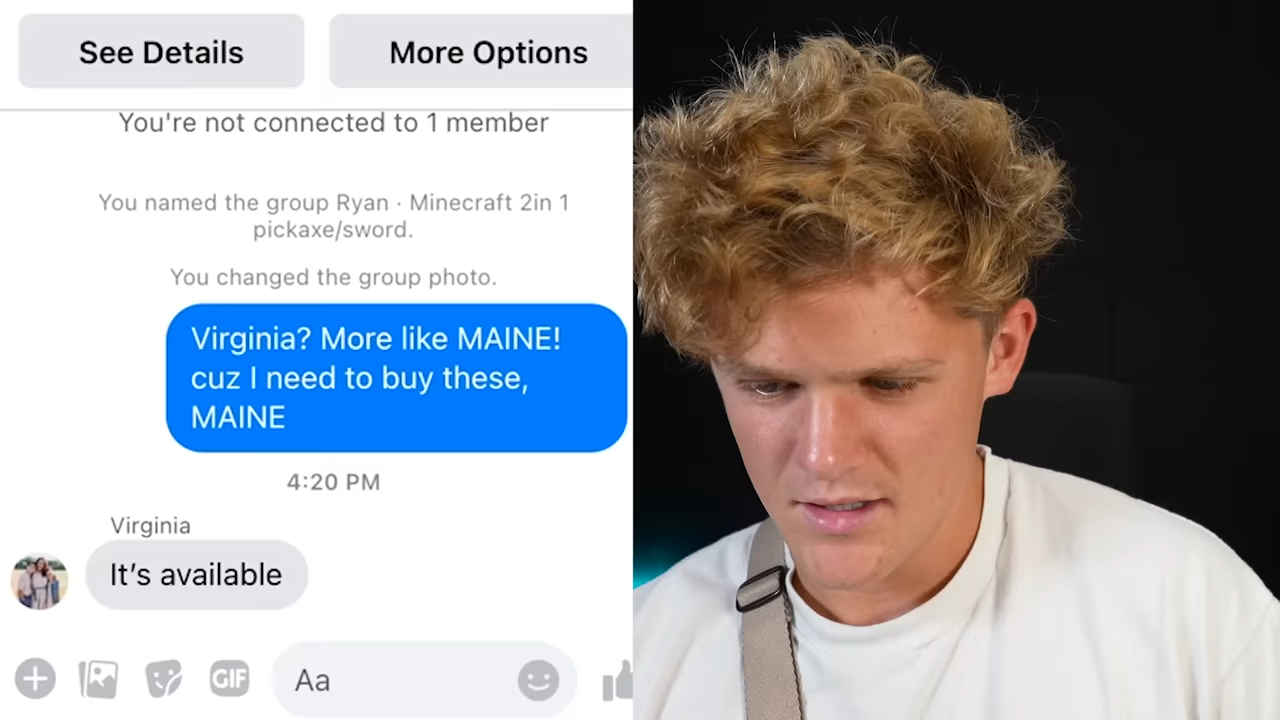 See Details
More Options
You're not connected to 1 member
You named the group Ryan · Minecraft 2in 1
pickaxe/sword.
You changed the group photo.
Virginia? More like MAINE!
cuz I need to buy these,
MAINE
4:20 PM
Virginia
It’s available
GIF
Aa